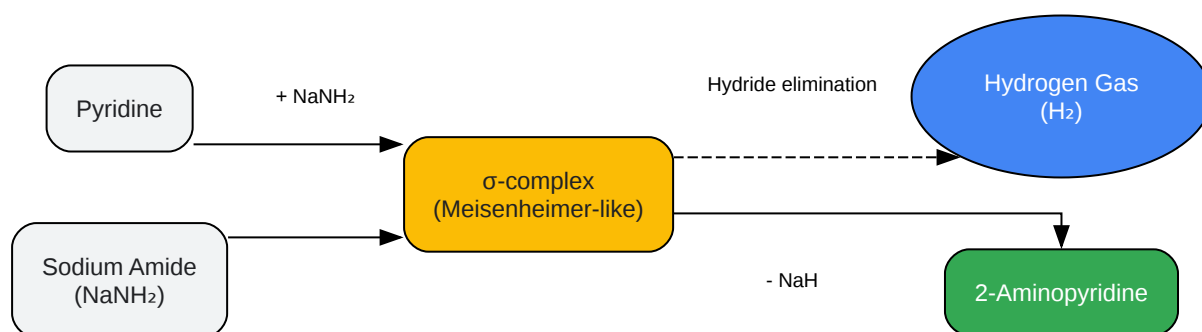 Pyridine
+ NaNH₂
Hydride elimination
Hydrogen Gas
(H₂)
σ-complex
(Meisenheimer-like)
Sodium Amide
(NaNH₂)
- NaH
2-Aminopyridine